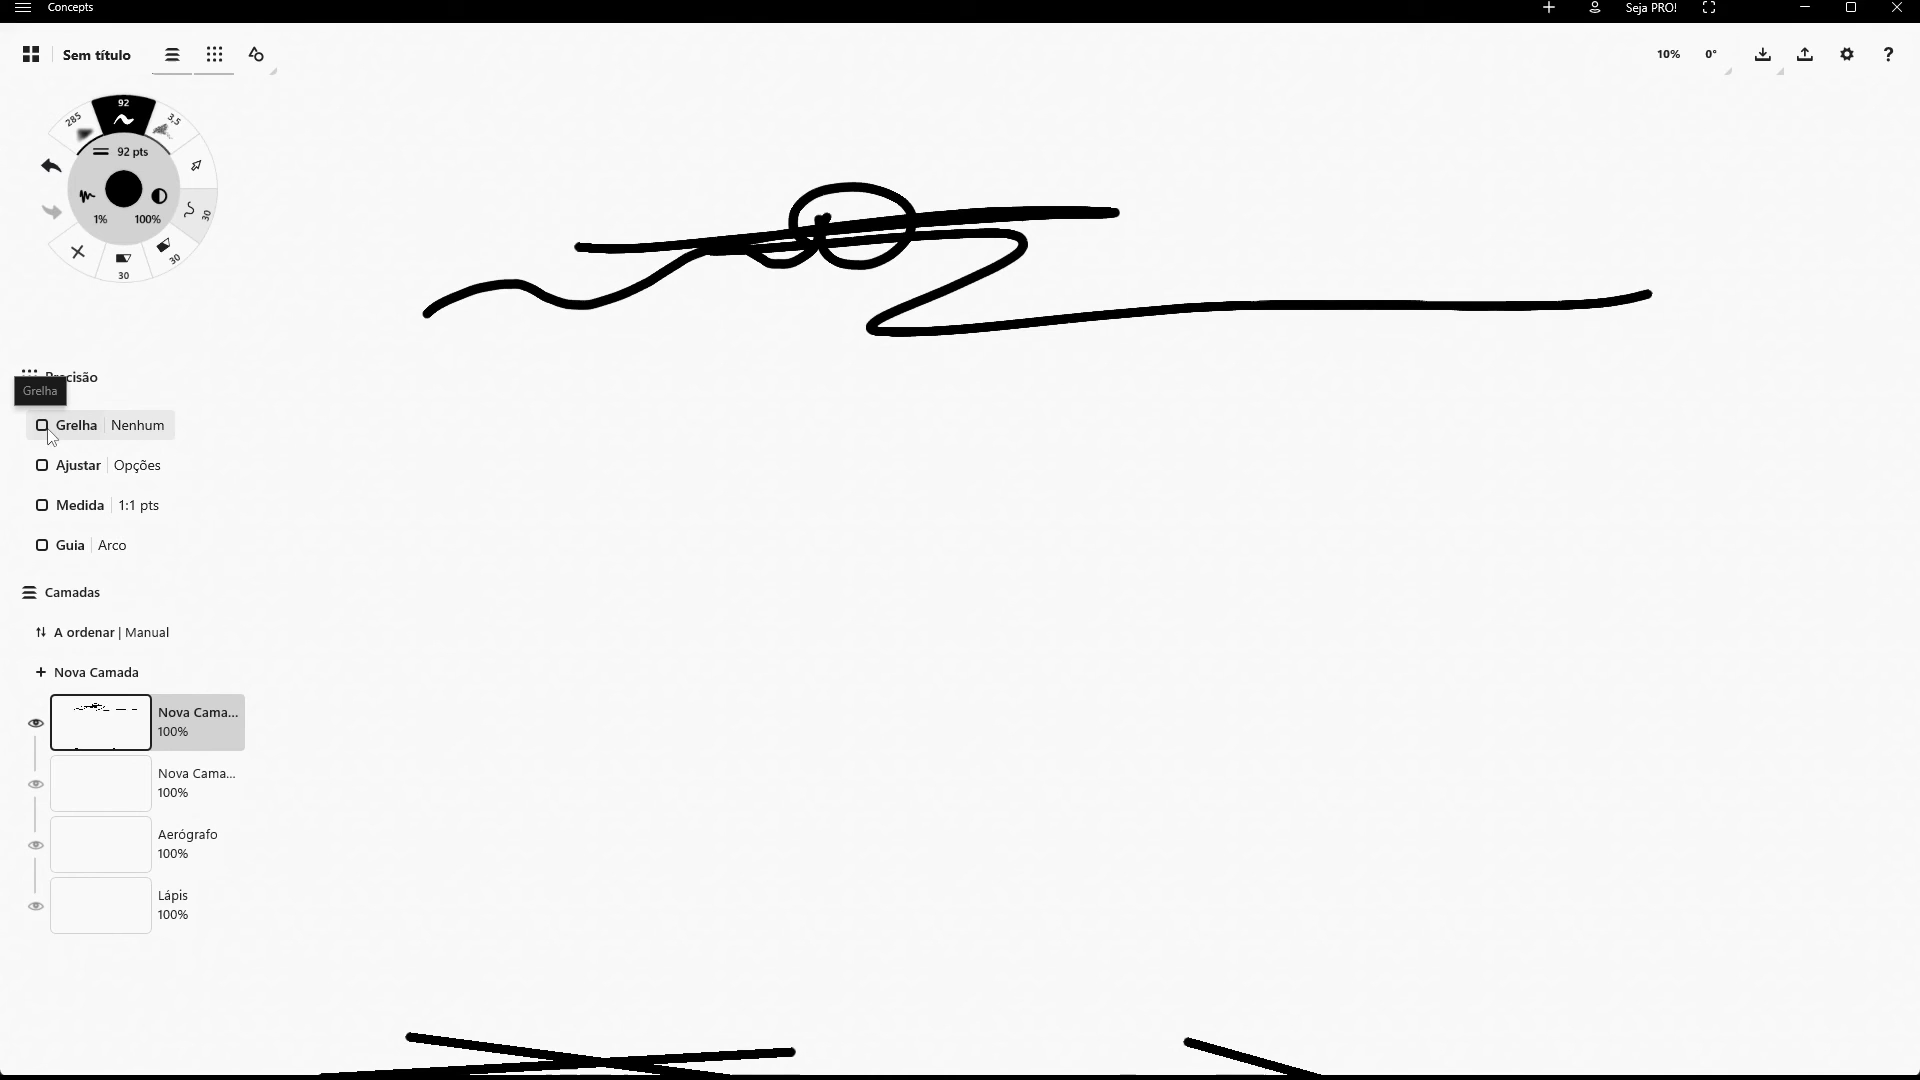 Concepts
Seja PRO!
Sem título
10%
0°
92
285
3,5
92 pts
1%
100%
30
30
30
Precisão
Grelha
Grelha | Nenhum
Ajustar | Opções
Medida | 1:1 pts
Guia | Arco
Camadas
A ordenar | Manual
+ Nova Camada
Nova Cama...
100%
Nova Cama...
100%
Aerógrafo
100%
Lápis
100%